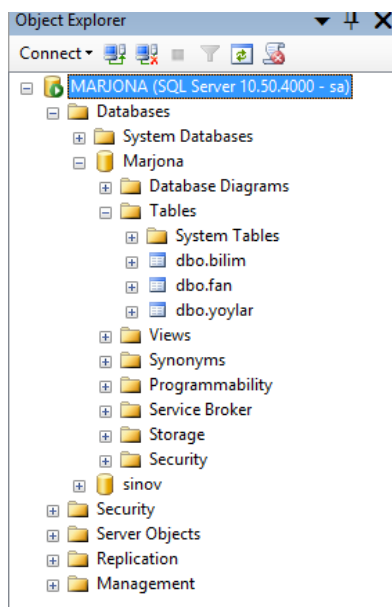 Object Explorer
Connect
MARJONA (SQL Server 10.50.4000 - sa)
Databases
System Databases
Marjona
Database Diagrams
Tables
System Tables
dbo.bilim
dbo.fan
dbo.yoylar
Views
Synonyms
Programmability
Service Broker
Storage
Security
sinov
Security
Server Objects
Replication
Management